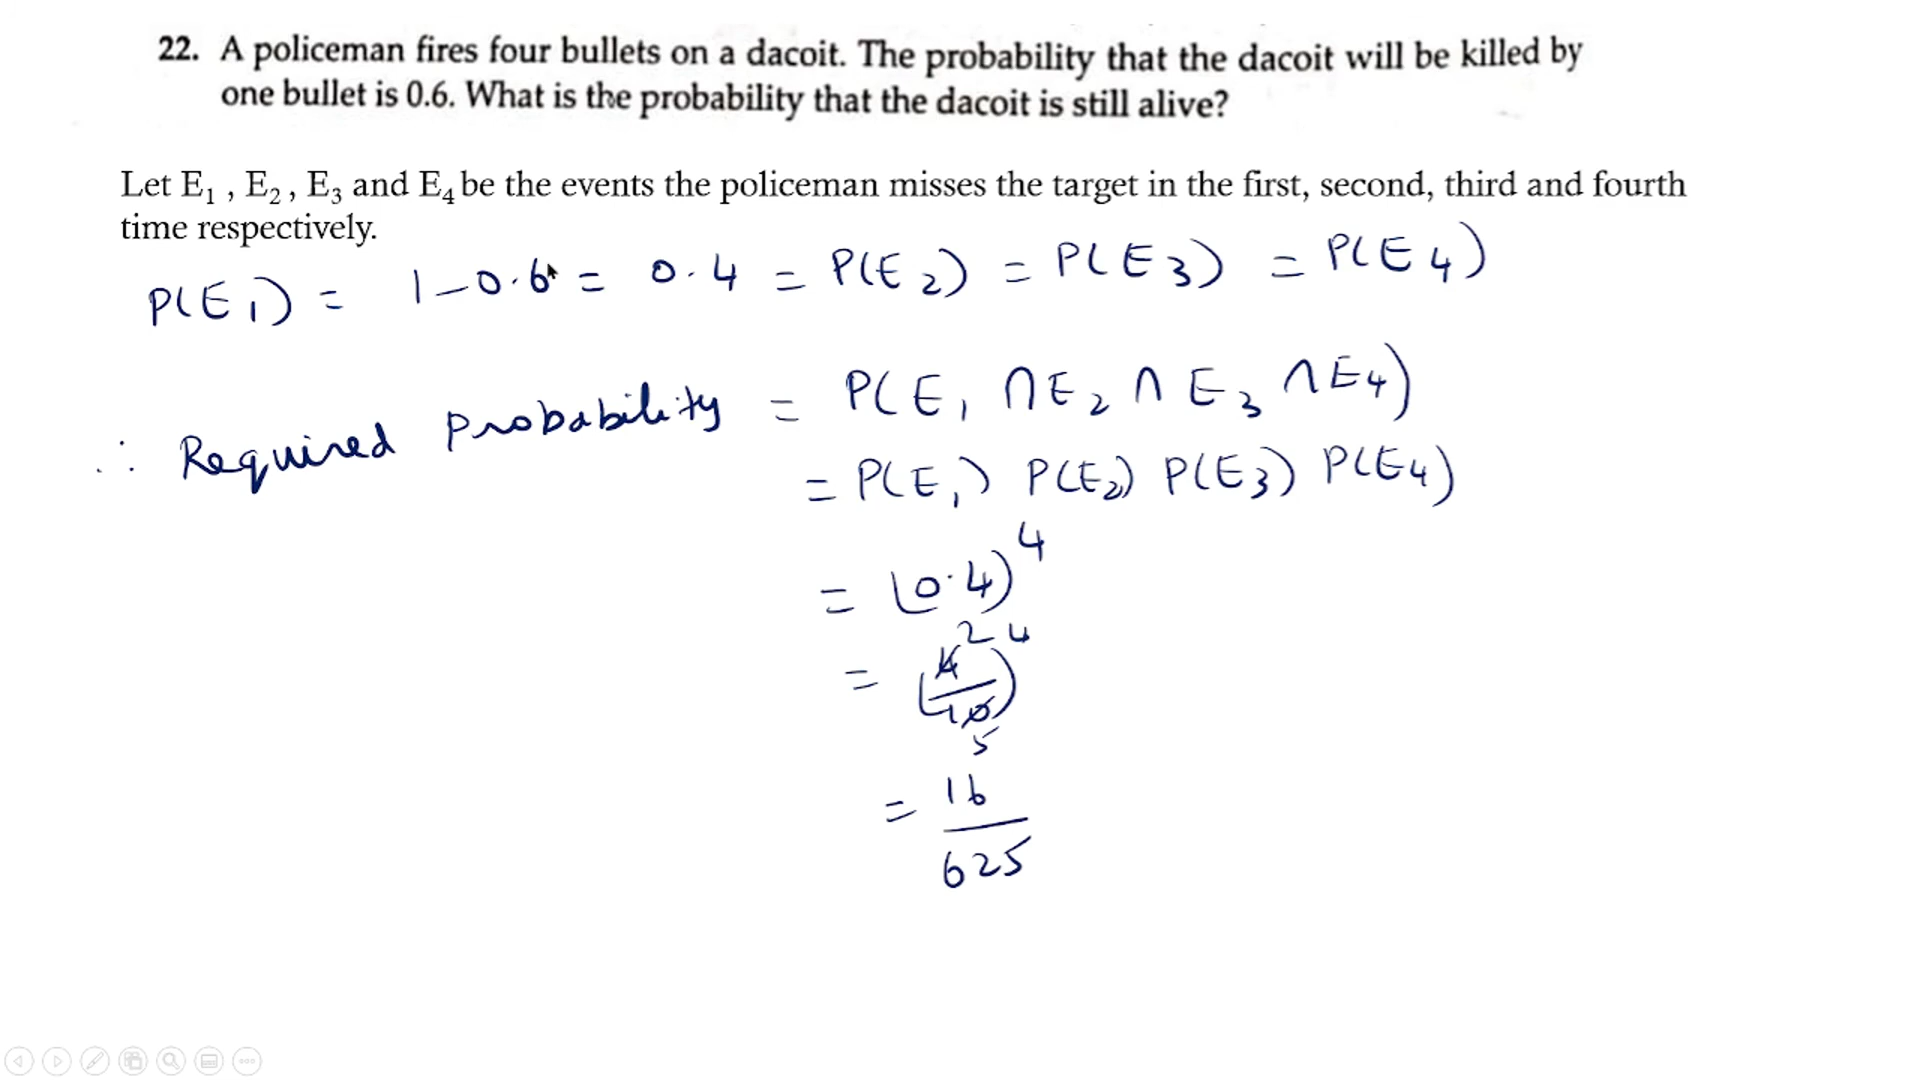 22. A policeman fires four bullets on a dacoit. The probability that the dacoit will be killed by
one bullet is 0.6. What is the probability that the dacoit is still alive?
Let E₁ , E₂ , E₃ and E₄ be the events the policeman misses the target in the first, second, third and fourth
time respectively.
P(E₁) = 1-0.6 = 0.4 = P(E₂) = P(E₃) = P(E₄)
∴ Required Probability = P(E₁ ∩ E₂ ∩ E₃ ∩ E₄)
= P(E₁) P(E₂) P(E₃) P(E₄)
= (0.4)⁴
= (4/10)⁴ 2 5
= 16/625